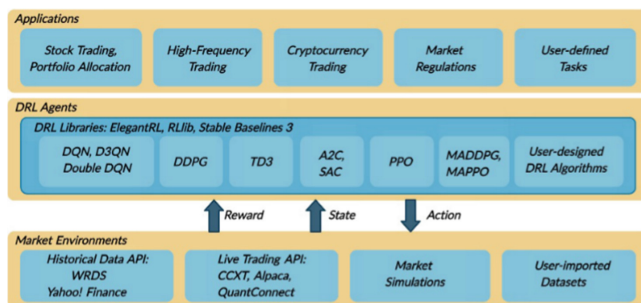 Applications
Stock Trading,
Portfolio Allocation
High-Frequency
Trading
Cryptocurrency
Trading
Market
Regulations
User-defined
Tasks
DRL Agents
DRL Libraries: ElegantRL, RLlib, Stable Baselines 3
DQN, D3QN
Double DQN
DDPG
TD3
A2C,
SAC
PPO
MADDPG,
MAPPO
User-designed
DRL Algorithms
Reward
State
Action
Market Environments
Historical Data API:
WRDS
Yahoo! Finance
Live Trading API:
CCXT, Alpaca,
QuantConnect
Market
Simulations
User-imported
Datasets